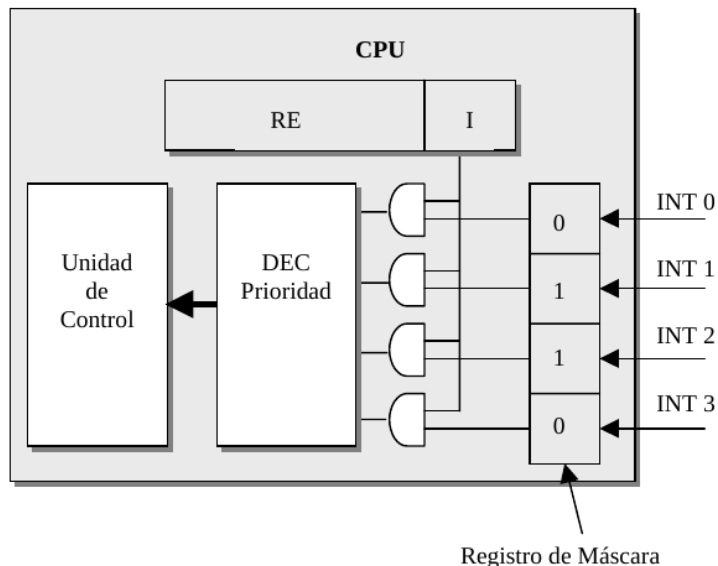 CPU
RE
I
INT 0
0
Unidad
de
Control
DEC
Prioridad
INT 1
1
INT 2
1
INT 3
0
Registro de Máscara